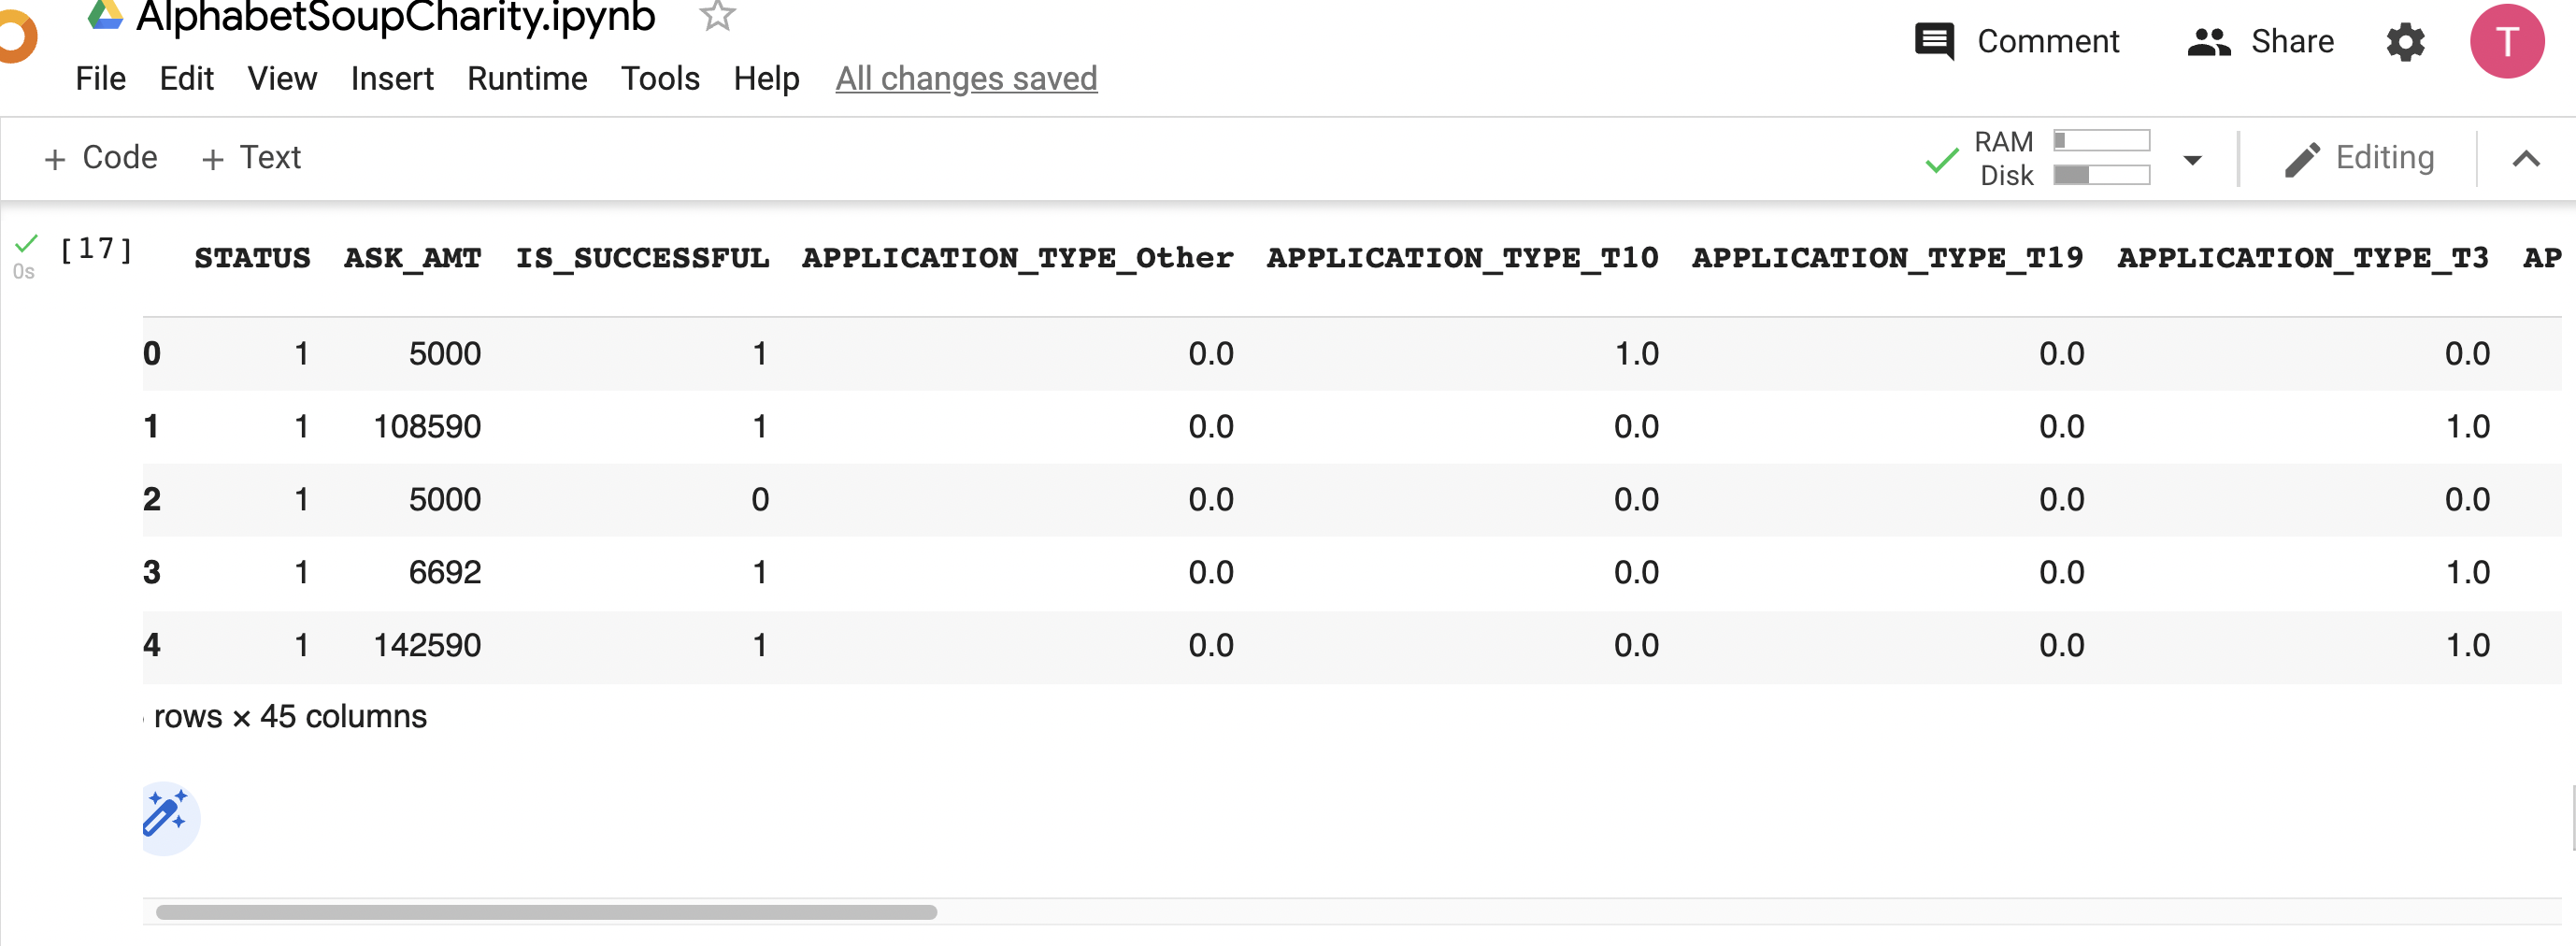 AlphabetSoupCharity.ipynb
Comment Share T
File Edit View Insert Runtime Tools Help All changes saved
+ Code + Text
RAM
Disk
Editing
[17] STATUS ASK_AMT IS_SUCCESSFUL APPLICATION_TYPE_Other APPLICATION_TYPE_T10 APPLICATION_TYPE_T19 APPLICATION_TYPE_T3 AP
0s
0 1 5000 1 0.0 1.0 0.0 0.0
1 1 108590 1 0.0 0.0 0.0 1.0
2 1 5000 0 0.0 0.0 0.0 0.0
3 1 6692 1 0.0 0.0 0.0 1.0
4 1 142590 1 0.0 0.0 0.0 1.0
rows × 45 columns